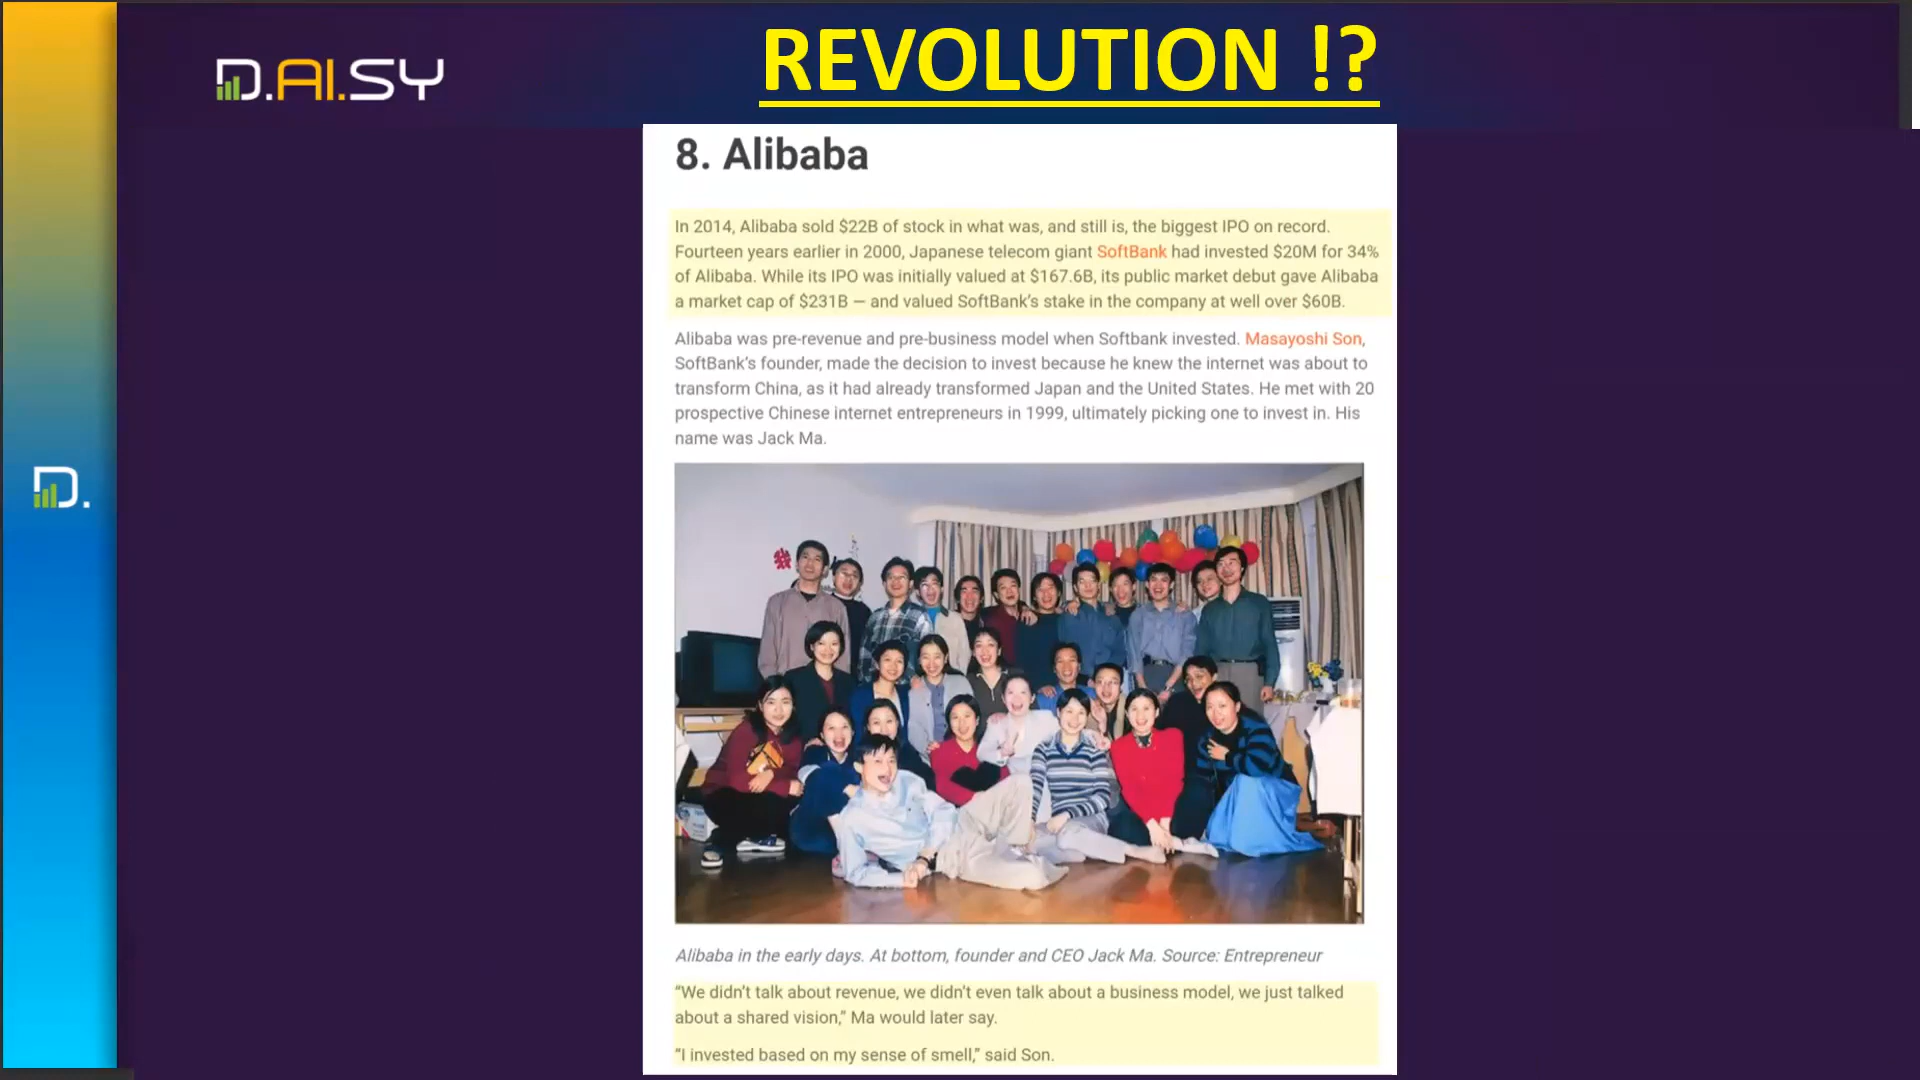 D.AI.SY
REVOLUTION !?
8. Alibaba
In 2014, Alibaba sold $22B of stock in what was, and still is, the biggest IPO on record.
Fourteen years earlier in 2000, Japanese telecom giant SoftBank had invested $20M for 34%
of Alibaba. While its IPO was initially valued at $167.6B, its public market debut gave Alibaba
a market cap of $231B — and valued SoftBank's stake in the company at well over $60B.
Alibaba was pre-revenue and pre-business model when Softbank invested. Masayoshi Son,
SoftBank's founder, made the decision to invest because he knew the internet was about to
transform China, as it had already transformed Japan and the United States. He met with 20
prospective Chinese internet entrepreneurs in 1999, ultimately picking one to invest in. His
name was Jack Ma.
D.
Alibaba in the early days. At bottom, founder and CEO Jack Ma. Source: Entrepreneur
“We didn't talk about revenue, we didn't even talk about a business model, we just talked
about a shared vision,” Ma would later say.
“I invested based on my sense of smell,” said Son.